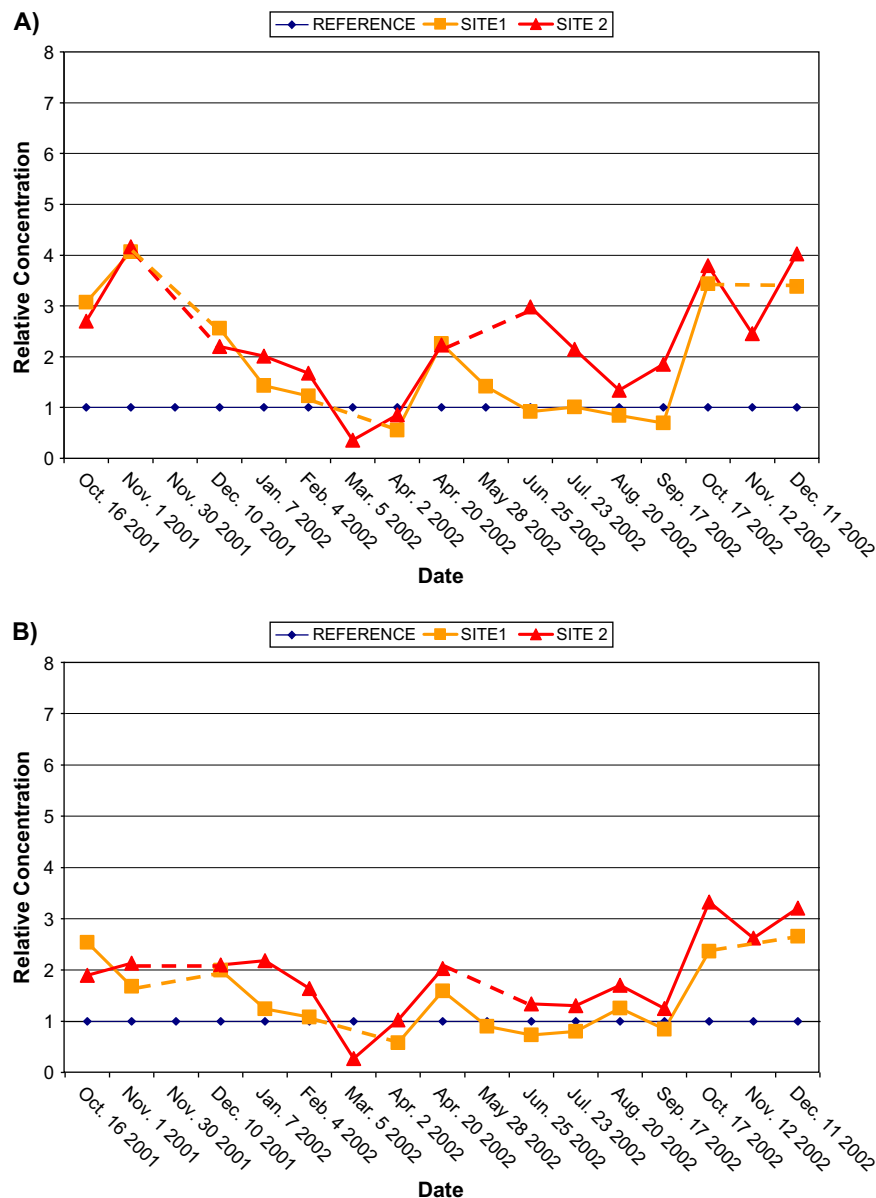 A)
REFERENCE SITE1 SITE 2
8
7
6
5
4
3
2
1
0
Relative Concentration
Oct. 16 2001
Nov. 1 2001
Nov. 30 2001
Dec. 10 2001
Jan. 7 2002
Feb. 4 2002
Mar. 5 2002
Apr. 2 2002
Apr. 20 2002
May 28 2002
Jun. 25 2002
Jul. 23 2002
Aug. 20 2002
Sep. 17 2002
Oct. 17 2002
Nov. 12 2002
Dec. 11 2002
Date
B)
REFERENCE SITE1 SITE 2
8
7
6
5
4
3
2
1
0
Relative Concentration
Oct. 16 2001
Nov. 1 2001
Nov. 30 2001
Dec. 10 2001
Jan. 7 2002
Feb. 4 2002
Mar. 5 2002
Apr. 2 2002
Apr. 20 2002
May 28 2002
Jun. 25 2002
Jul. 23 2002
Aug. 20 2002
Sep. 17 2002
Oct. 17 2002
Nov. 12 2002
Dec. 11 2002
Date